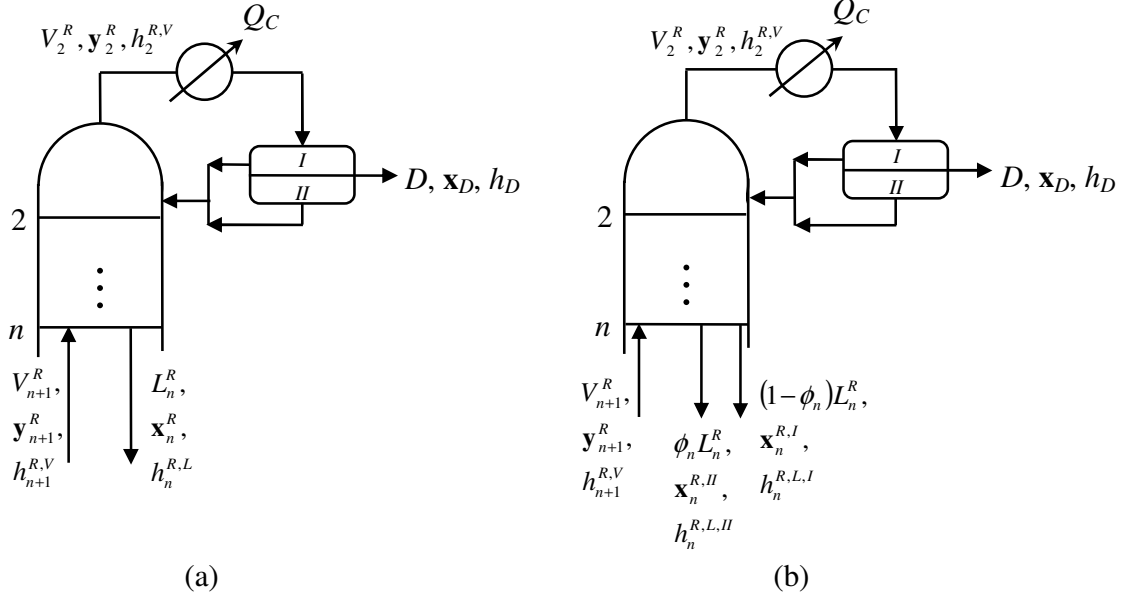 Q_C
V_2^R, y_2^R, h_2^{R,V}
I
II
D, x_D, h_D
2
n
V_{n+1}^R,
y_{n+1}^R,
h_{n+1}^{R,V}
L_n^R,
x_n^R,
h_n^{R,L}
(a)
Q_C
V_2^R, y_2^R, h_2^{R,V}
I
II
D, x_D, h_D
2
n
V_{n+1}^R,
y_{n+1}^R,
h_{n+1}^{R,V}
ϕ_n L_n^R,
x_n^{R,II},
h_n^{R,L,II}
(1−ϕ_n)L_n^R,
x_n^{R,I},
h_n^{R,L,I}
(b)